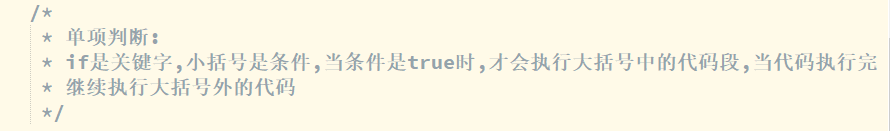 /*
* 单项判断:
* if是关键字,小括号是条件,当条件是true时,才会执行大括号中的代码段,当代码执行完
* 继续执行大括号外的代码
*/